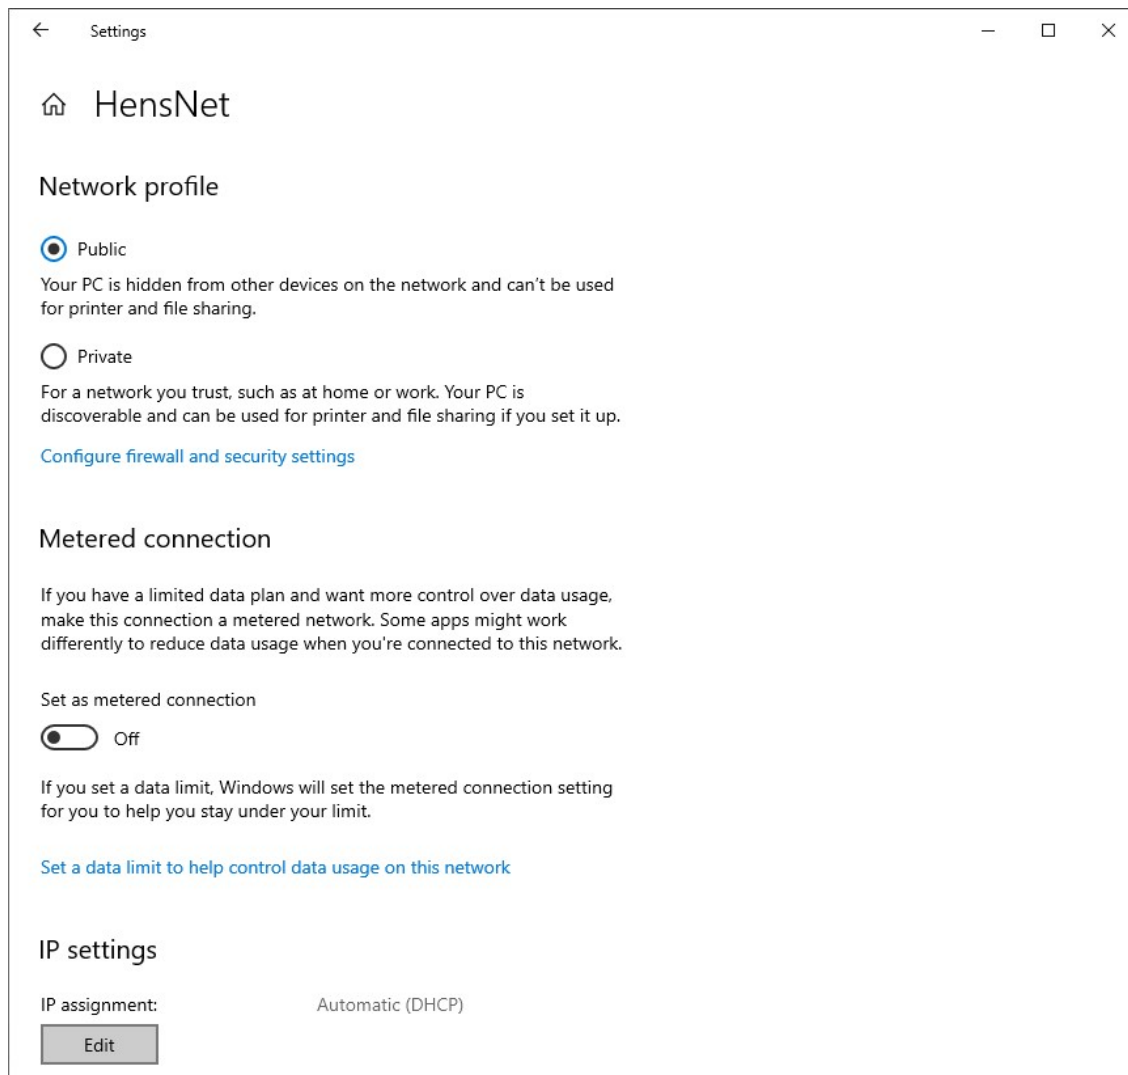 Settings
HensNet
Network profile
Public
Your PC is hidden from other devices on the network and can't be used
for printer and file sharing.
Private
For a network you trust, such as at home or work. Your PC is
discoverable and can be used for printer and file sharing if you set it up.
Configure firewall and security settings
Metered connection
If you have a limited data plan and want more control over data usage,
make this connection a metered network. Some apps might work
differently to reduce data usage when you're connected to this network.
Set as metered connection
Off
If you set a data limit, Windows will set the metered connection setting
for you to help you stay under your limit.
Set a data limit to help control data usage on this network
IP settings
IP assignment: Automatic (DHCP)
Edit